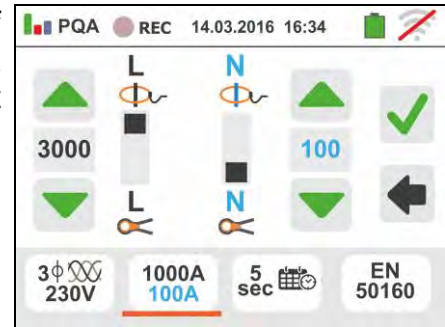 PQA REC 14.03.2016 16:34
L N
3000 100
L N
3ϕ 1000A 5 EN
230V 100A sec 50160